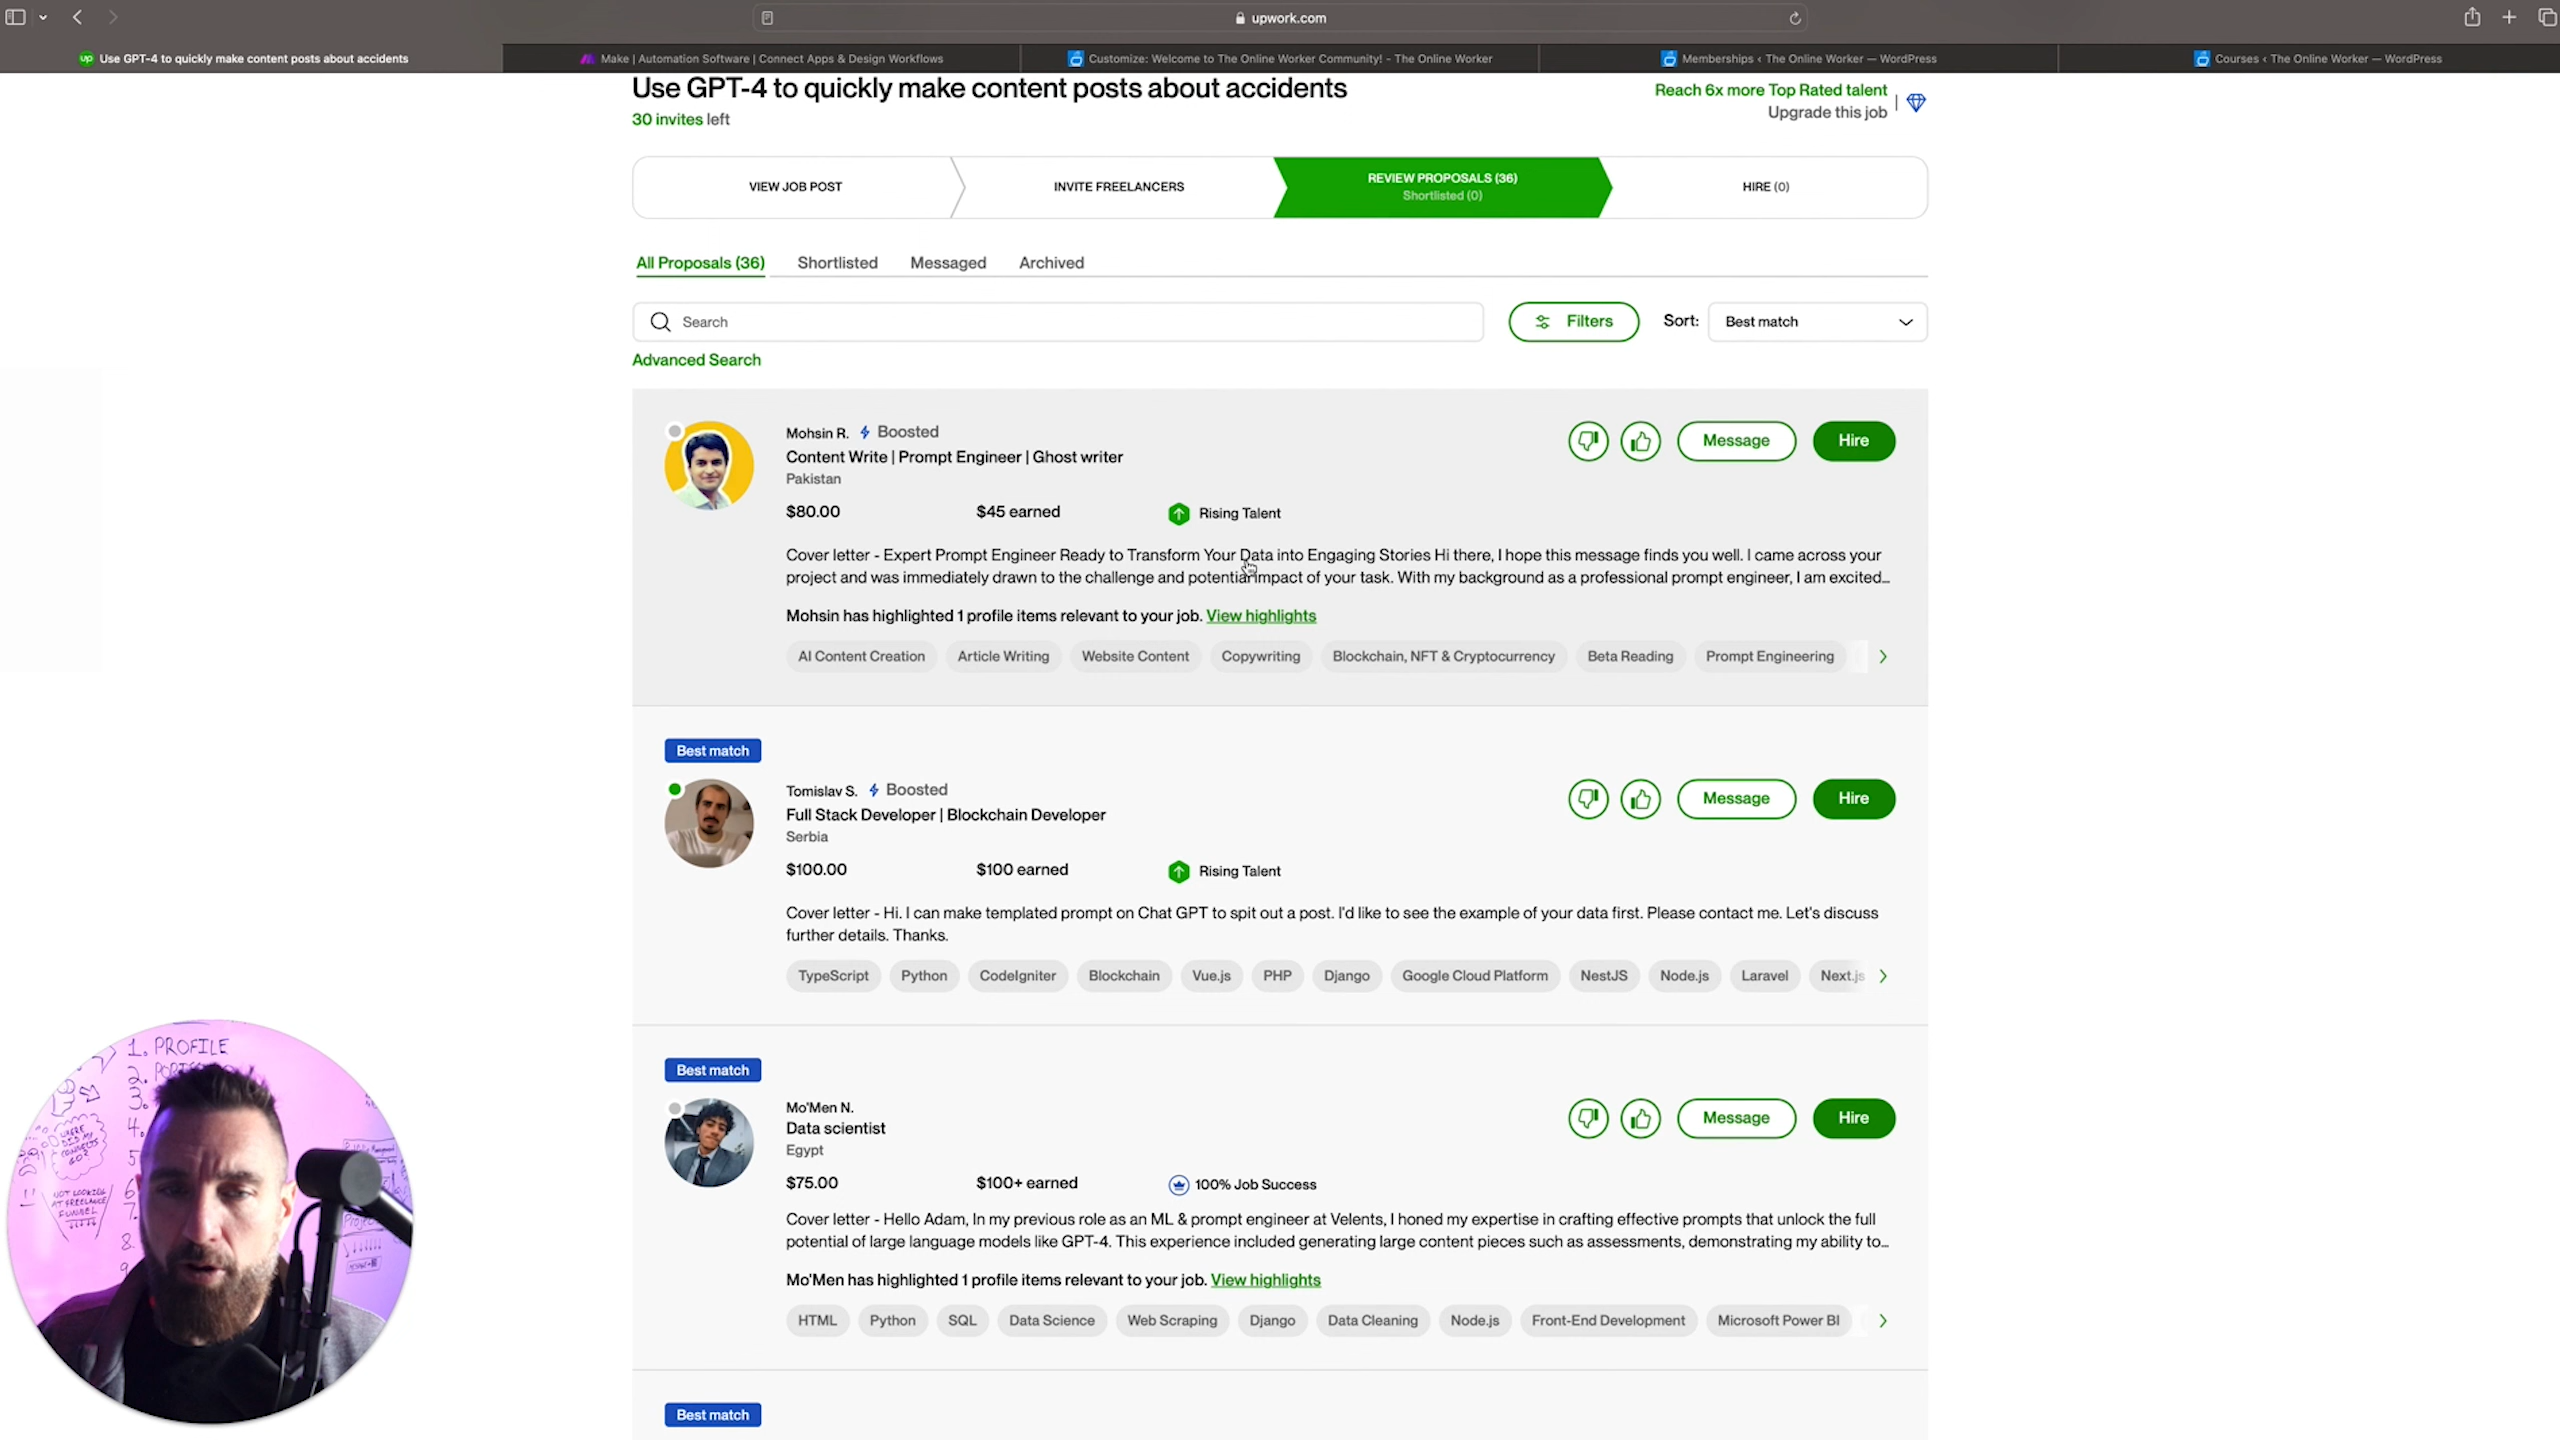 upwork.com
Use GPT-4 to quickly make content posts about accidents
Make | Automation Software | Connect Apps & Design Workflows
Customize: Welcome to The Online Worker Community! - The Online Worker
Memberships ‹ The Online Worker — WordPress
Courses ‹ The Online Worker — WordPress
Use GPT-4 to quickly make content posts about accidents
30 invites left
Reach 6x more Top Rated talent
Upgrade this job
VIEW JOB POST
INVITE FREELANCERS
REVIEW PROPOSALS (36)
Shortlisted (0)
HIRE (0)
All Proposals (36)
Shortlisted
Messaged
Archived
Search
Filters
Sort:
Best match
Advanced Search
Mohsin R. Boosted
Content Write | Prompt Engineer | Ghost writer
Pakistan
Message
Hire
$80.00
$45 earned
Rising Talent
Cover letter - Expert Prompt Engineer Ready to Transform Your Data into Engaging Stories Hi there, I hope this message finds you well. I came across your
project and was immediately drawn to the challenge and potential impact of your task. With my background as a professional prompt engineer, I am excited...
Mohsin has highlighted 1 profile items relevant to your job. View highlights
AI Content Creation
Article Writing
Website Content
Copywriting
Blockchain, NFT & Cryptocurrency
Beta Reading
Prompt Engineering
Best match
Tomislav S. Boosted
Full Stack Developer | Blockchain Developer
Serbia
Message
Hire
$100.00
$100 earned
Rising Talent
Cover letter - Hi. I can make templated prompt on Chat GPT to spit out a post. I'd like to see the example of your data first. Please contact me. Let's discuss
further details. Thanks.
TypeScript
Python
CodeIgniter
Blockchain
Vue.js
PHP
Django
Google Cloud Platform
NestJS
Node.js
Laravel
Next.js
Best match
Mo'Men N.
Data scientist
Egypt
Message
Hire
$75.00
$100+ earned
100% Job Success
Cover letter - Hello Adam, In my previous role as an ML & prompt engineer at Velents, I honed my expertise in crafting effective prompts that unlock the full
potential of large language models like GPT-4. This experience included generating large content pieces such as assessments, demonstrating my ability to...
Mo'Men has highlighted 1 profile items relevant to your job. View highlights
HTML
Python
SQL
Data Science
Web Scraping
Django
Data Cleaning
Node.js
Front-End Development
Microsoft Power BI
Best match
1. PROFILE
2.
3.
4.
5
6
7.
8.
9
WHERE
DID MY
CONNECTS
GO?
NOT LOOKING
AT FREELANCE
FUNNEL